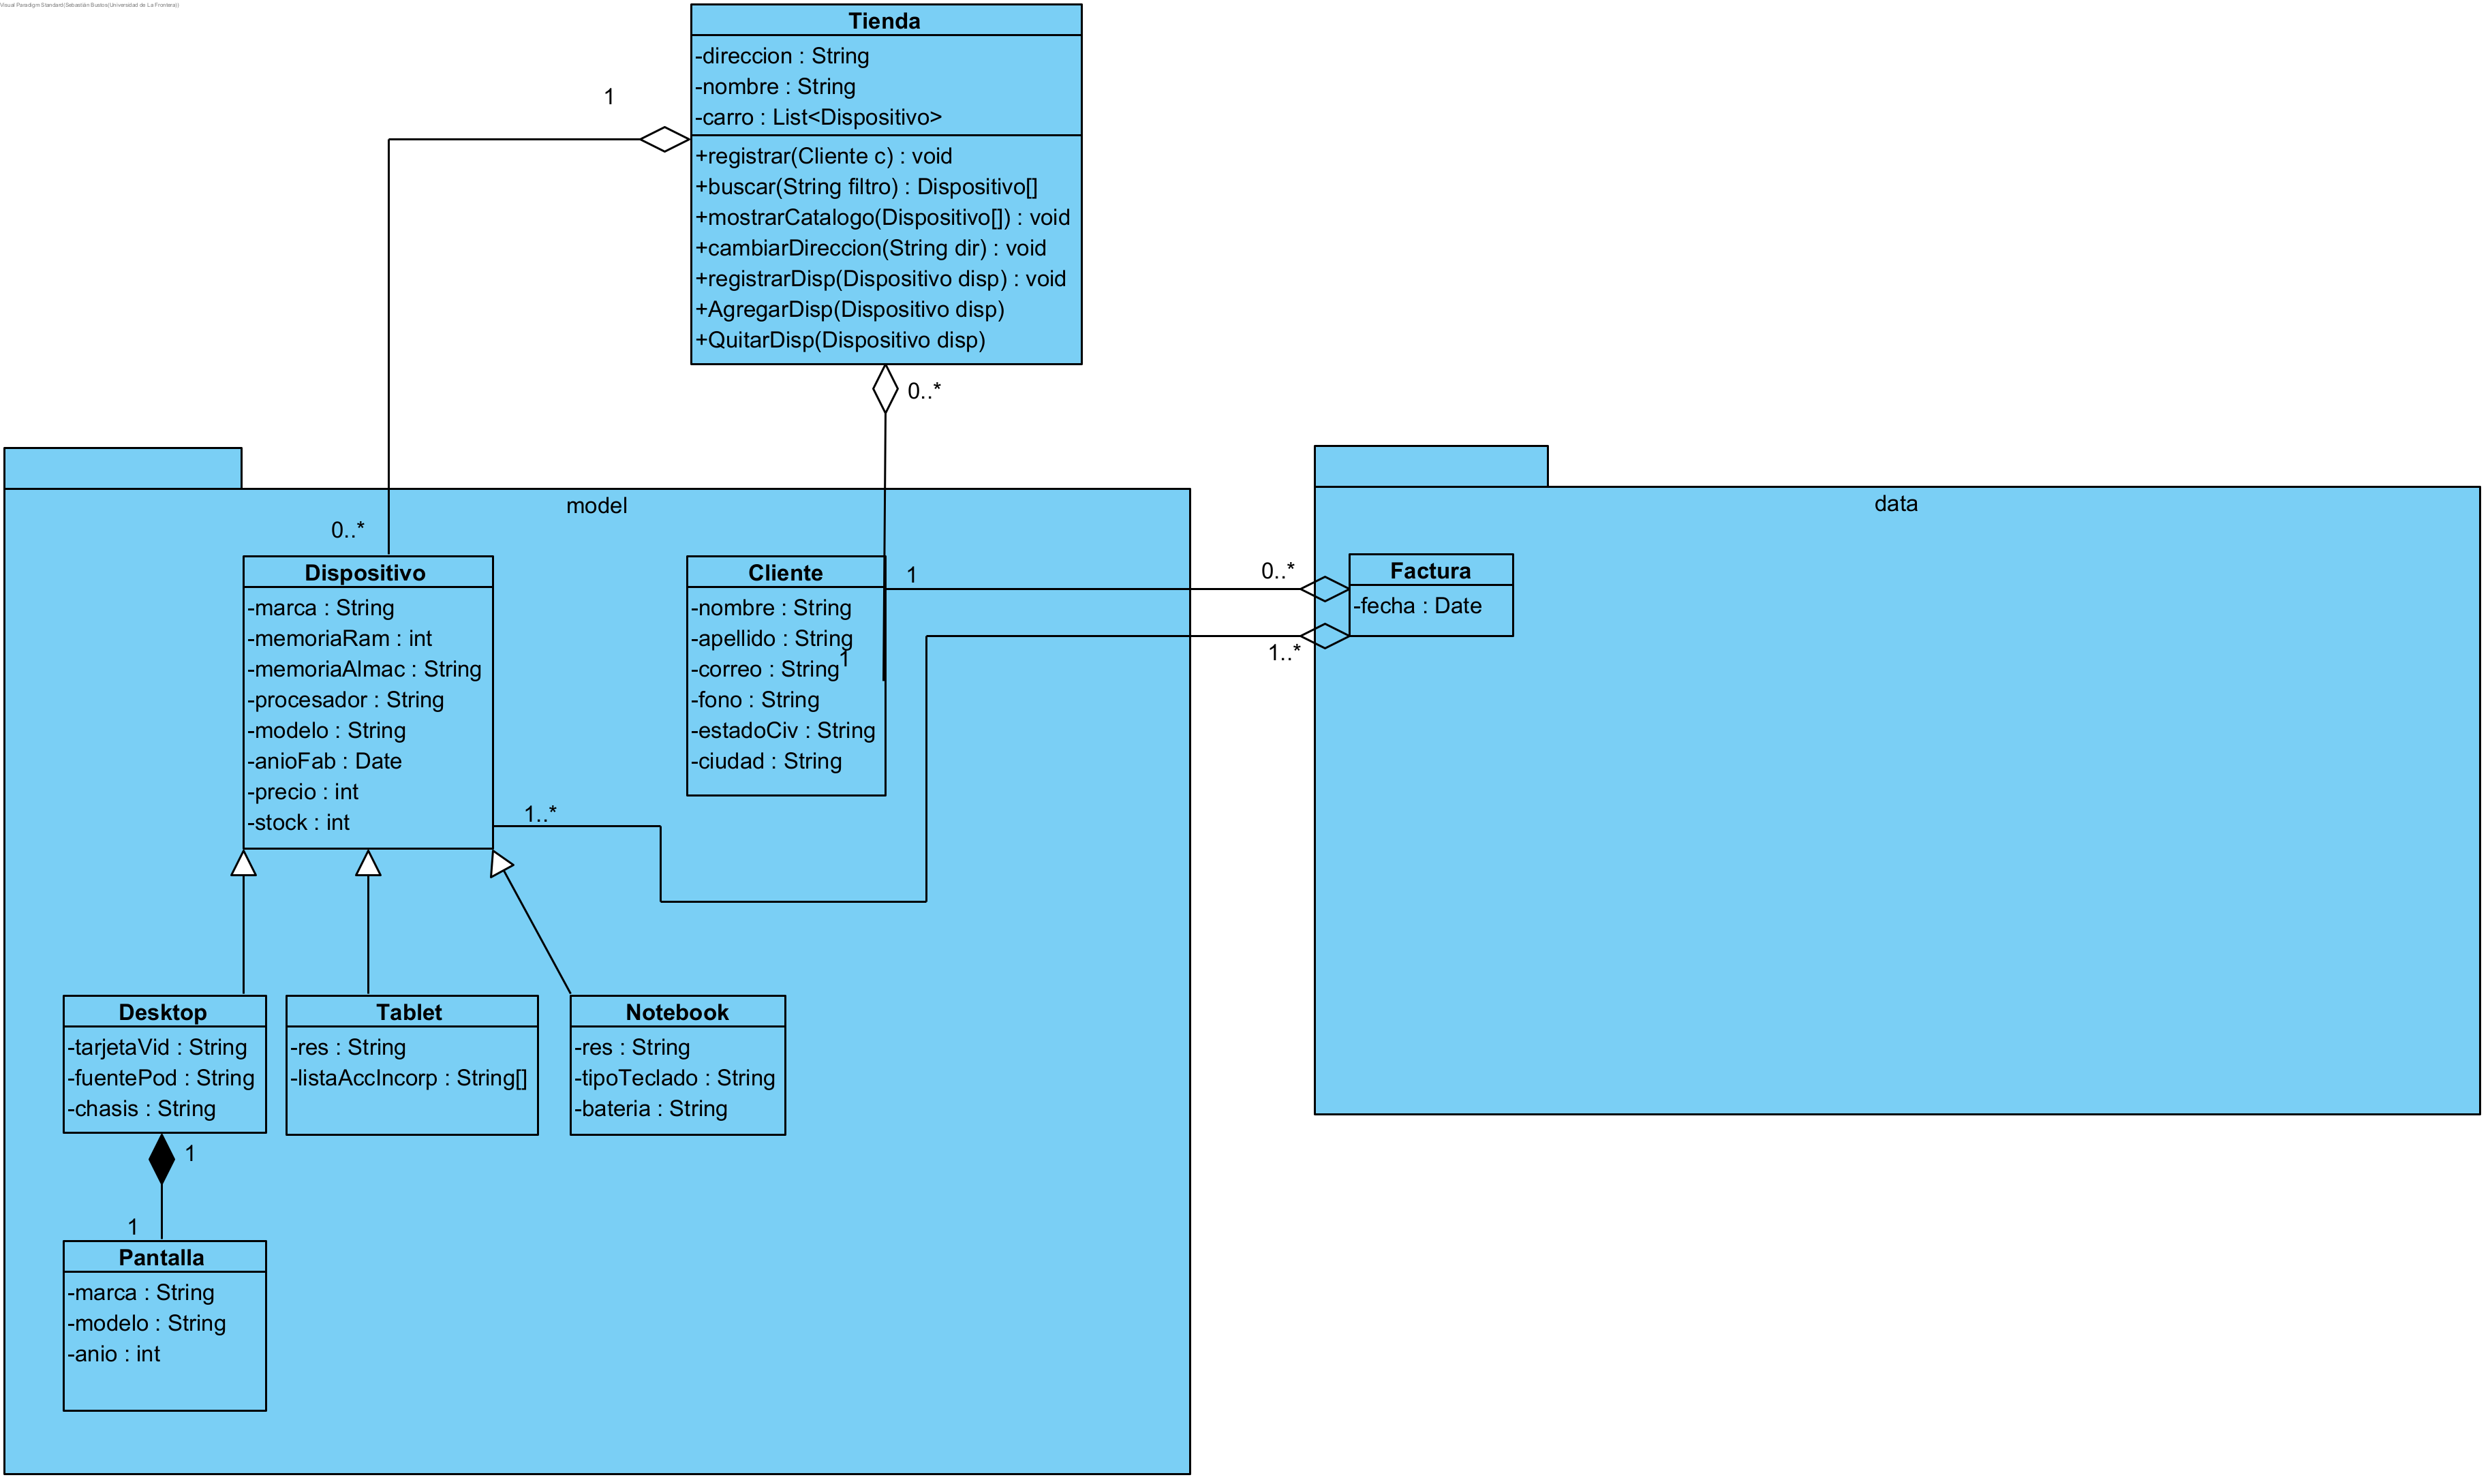 Visual Paradigm Standard(Sebastián Bustos(Universidad de La Frontera))
Tienda
-direccion : String
-nombre : String
-carro : List<Dispositivo>
+registrar(Cliente c) : void
+buscar(String filtro) : Dispositivo[]
+mostrarCatalogo(Dispositivo[]) : void
+cambiarDireccion(String dir) : void
+registrarDisp(Dispositivo disp) : void
+AgregarDisp(Dispositivo disp)
+QuitarDisp(Dispositivo disp)
1
0..*
model
data
0..*
Dispositivo
-marca : String
-memoriaRam : int
-memoriaAlmac : String
-procesador : String
-modelo : String
-anioFab : Date
-precio : int
-stock : int
1..*
Cliente
-nombre : String
-apellido : String
-correo : String
-fono : String
-estadoCiv : String
-ciudad : String
1
1
0..*
1..*
Factura
-fecha : Date
Desktop
-tarjetaVid : String
-fuentePod : String
-chasis : String
Tablet
-res : String
-listaAccIncorp : String[]
Notebook
-res : String
-tipoTeclado : String
-bateria : String
1
1
Pantalla
-marca : String
-modelo : String
-anio : int